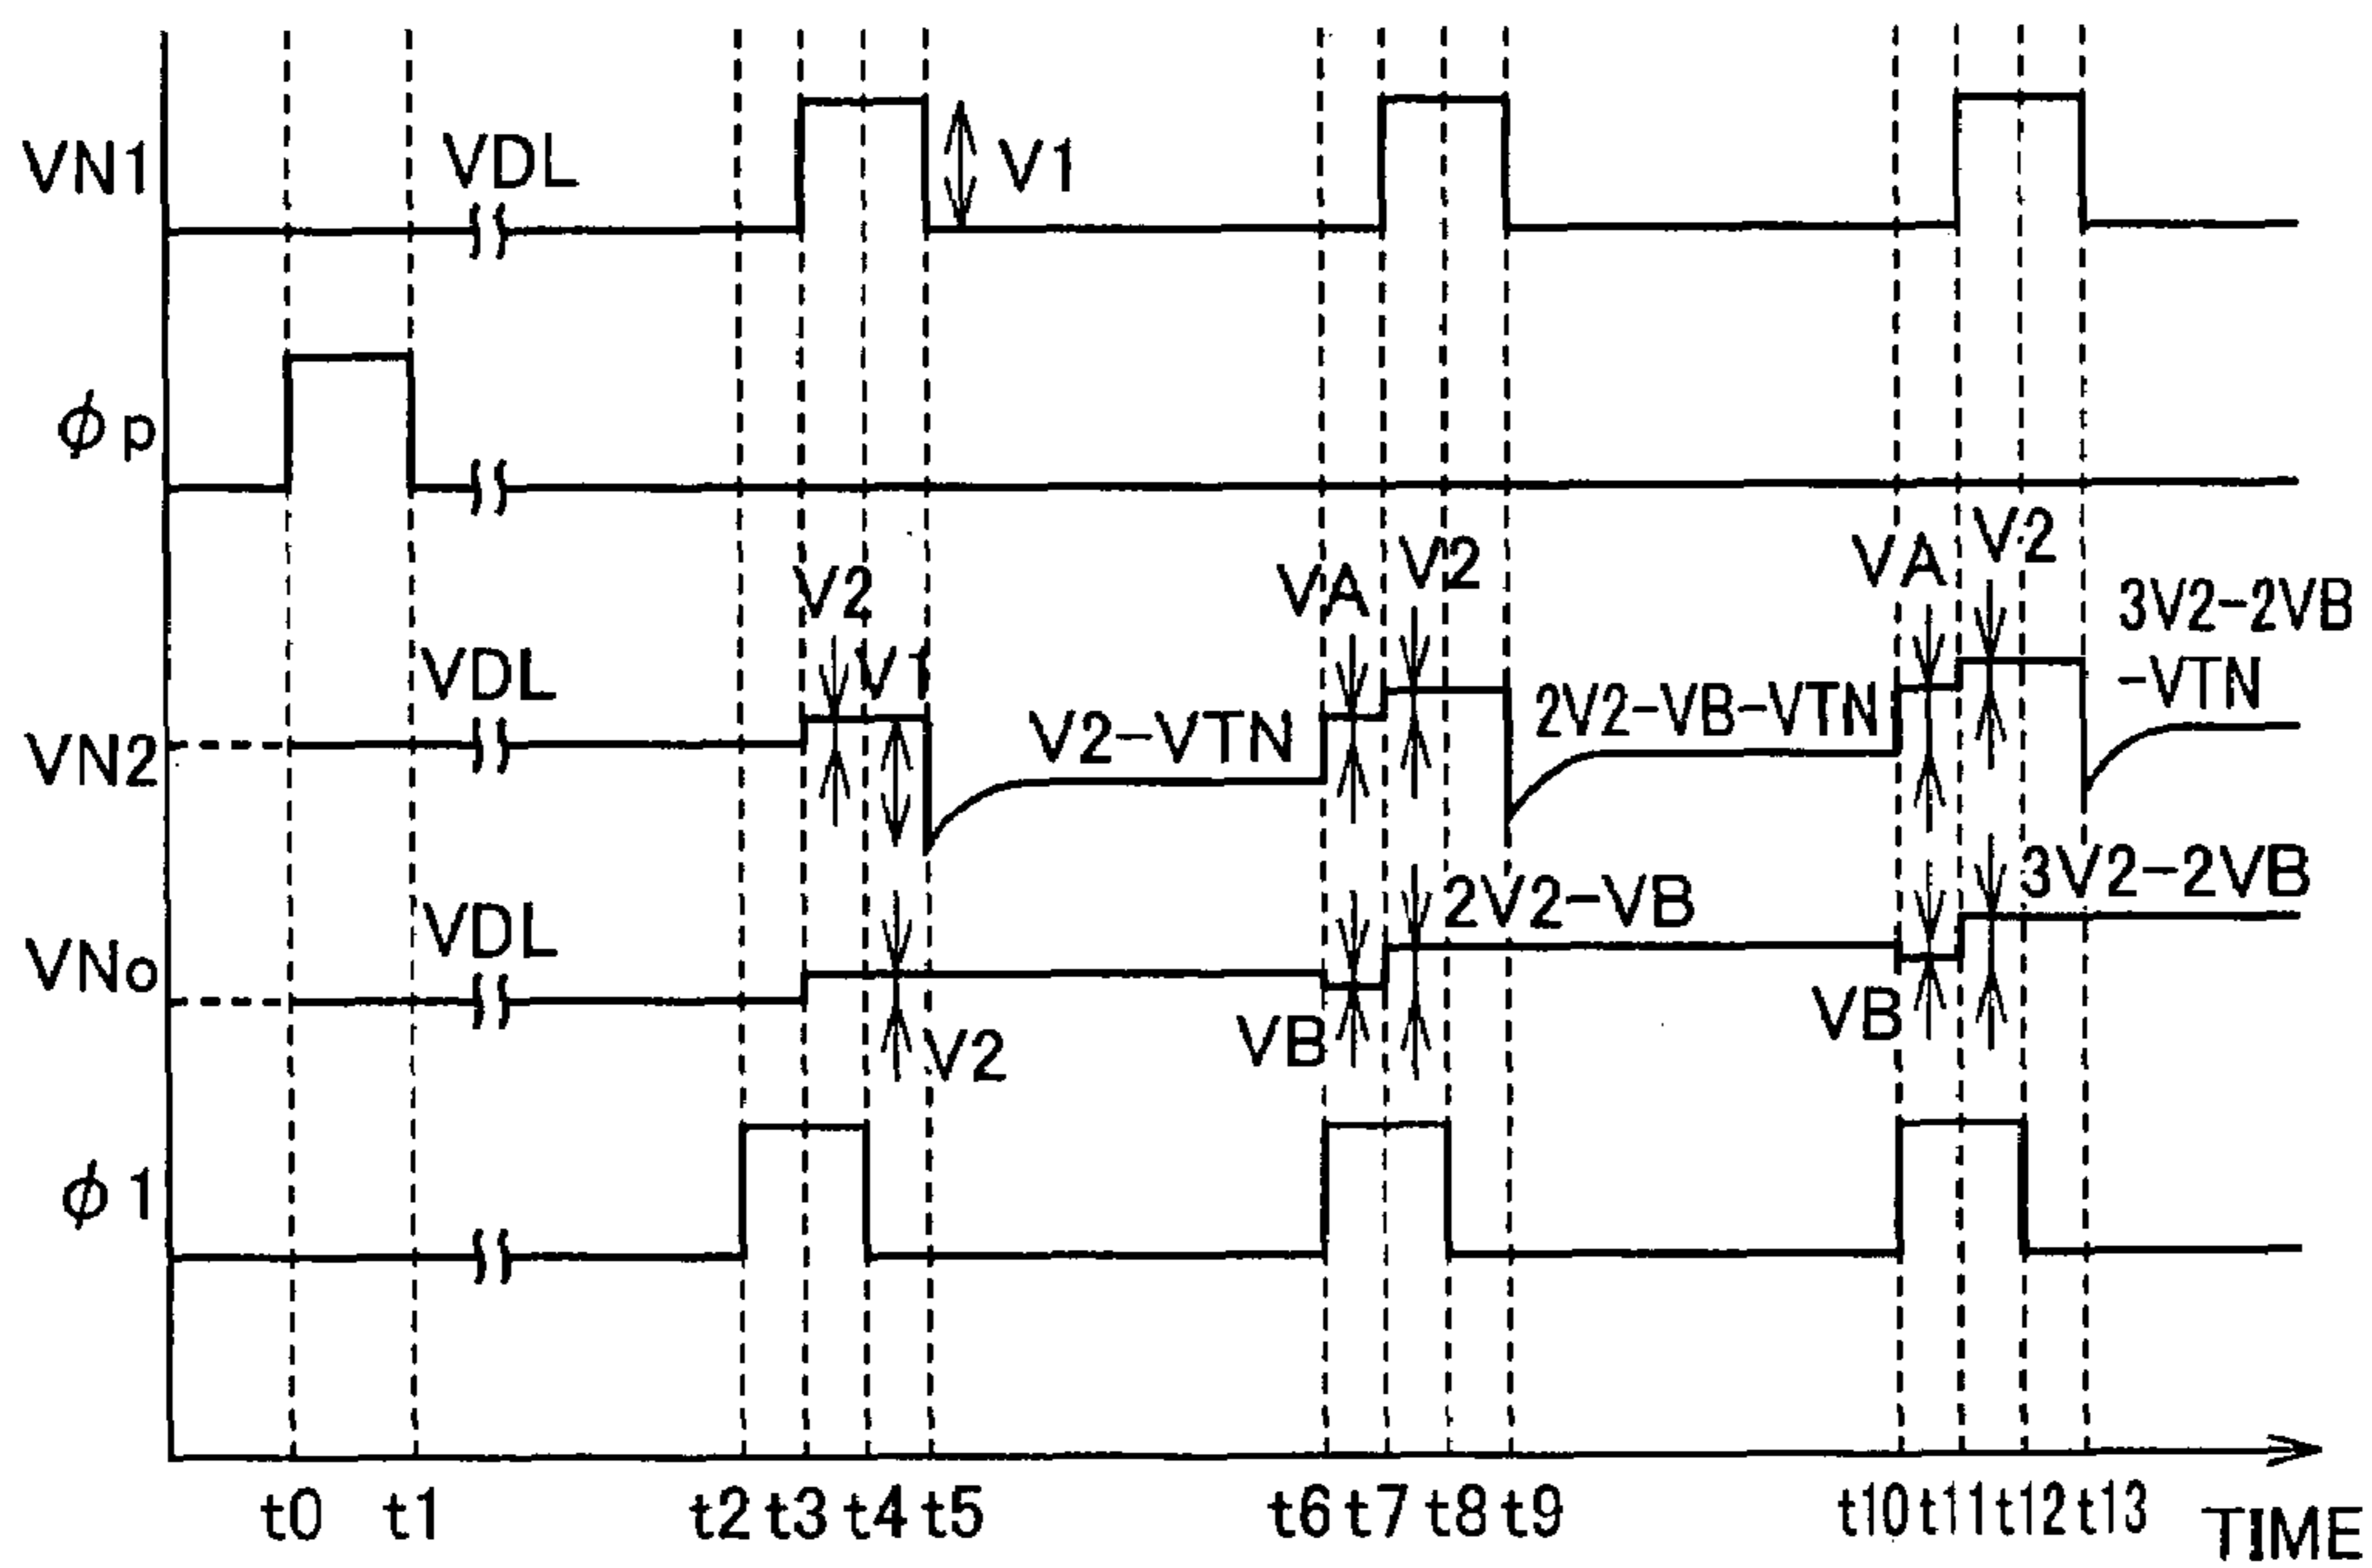 VN1
VDL
V1
φp
V2
V1
VDL
V2-VTN
VA
V2
2V2-VB-VTN
VA
V2
3V2-2VB
-VTN
VN2
VNo
VDL
V2
VB
2V2-VB
VB
3V2-2VB
φ1
t0 t1 t2 t3 t4 t5 t6 t7 t8 t9 t10 t11 t12 t13 TIME